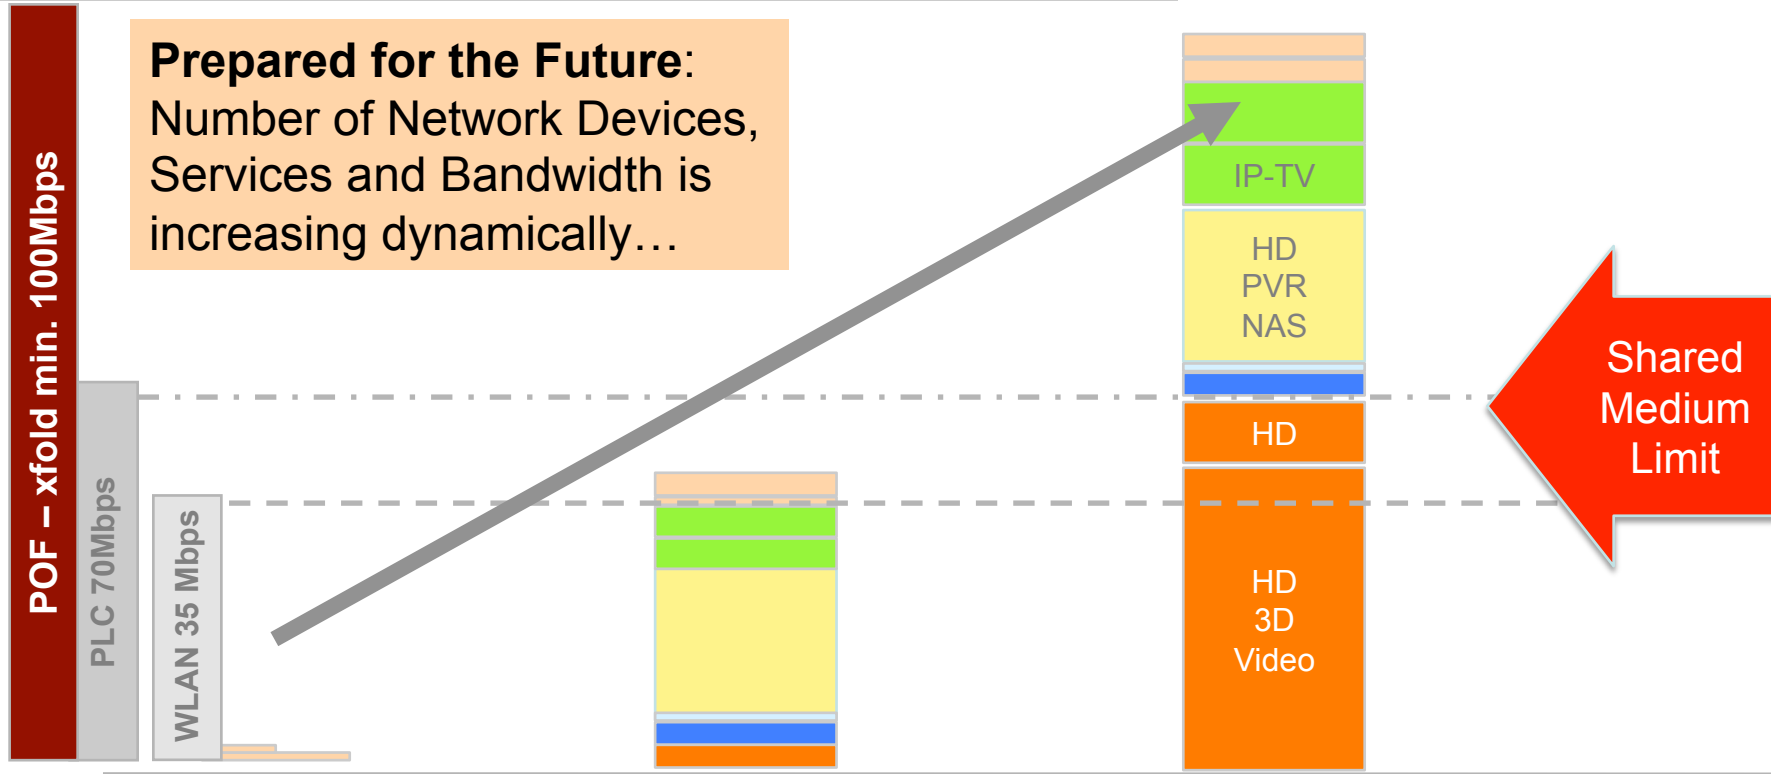 POF – xfold min. 100Mbps
PLC 70Mbps
WLAN 35 Mbps
Prepared for the Future:
Number of Network Devices,
Services and Bandwidth is
increasing dynamically…
IP-TV
HD
PVR
NAS
HD
HD
3D
Video
Shared
Medium
Limit